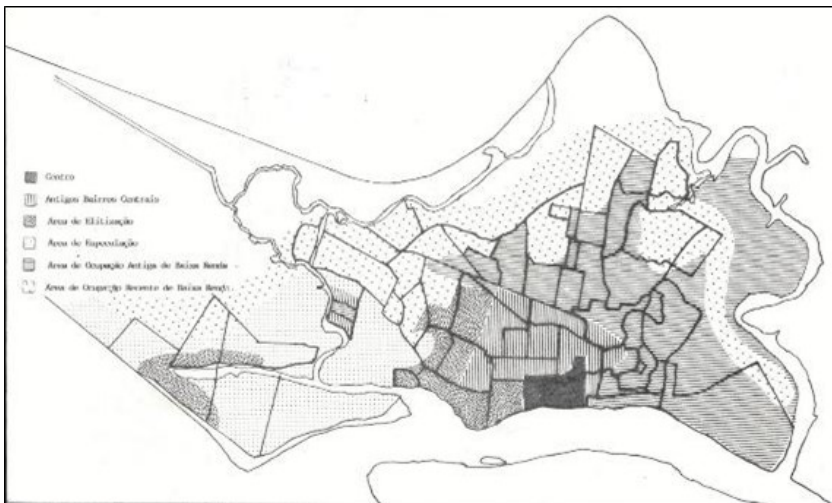 Centro
Antigos Bairros Centrais
Área de Elitização
Área de Especulação
Área de Ocupação Antiga de Baixa Renda
Área de Ocupação Recente de Baixa Renda